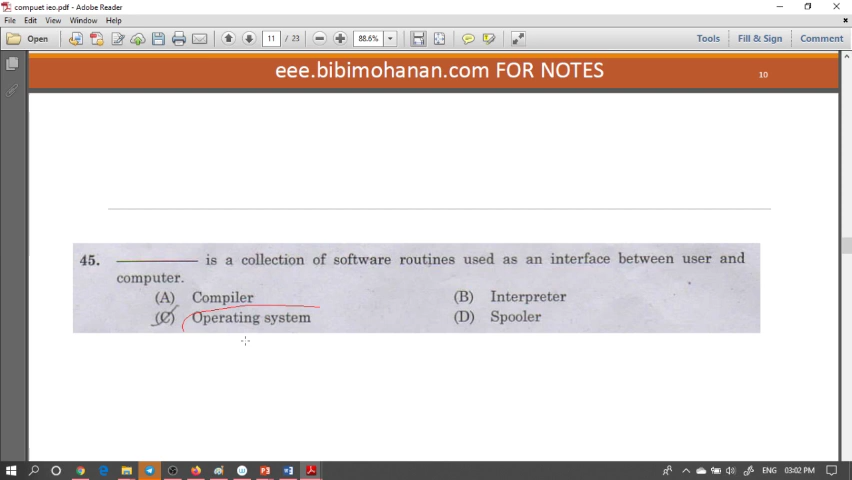 compuet ieo.pdf - Adobe Reader
File Edit View Window Help
Open 11 / 23 88.6% Tools Fill & Sign Comment
eee.bibimohanan.com FOR NOTES 10
45. ________ is a collection of software routines used as an interface between user and
computer.
(A) Compiler (B) Interpreter
(C) Operating system (D) Spooler
ENG 03:02 PM